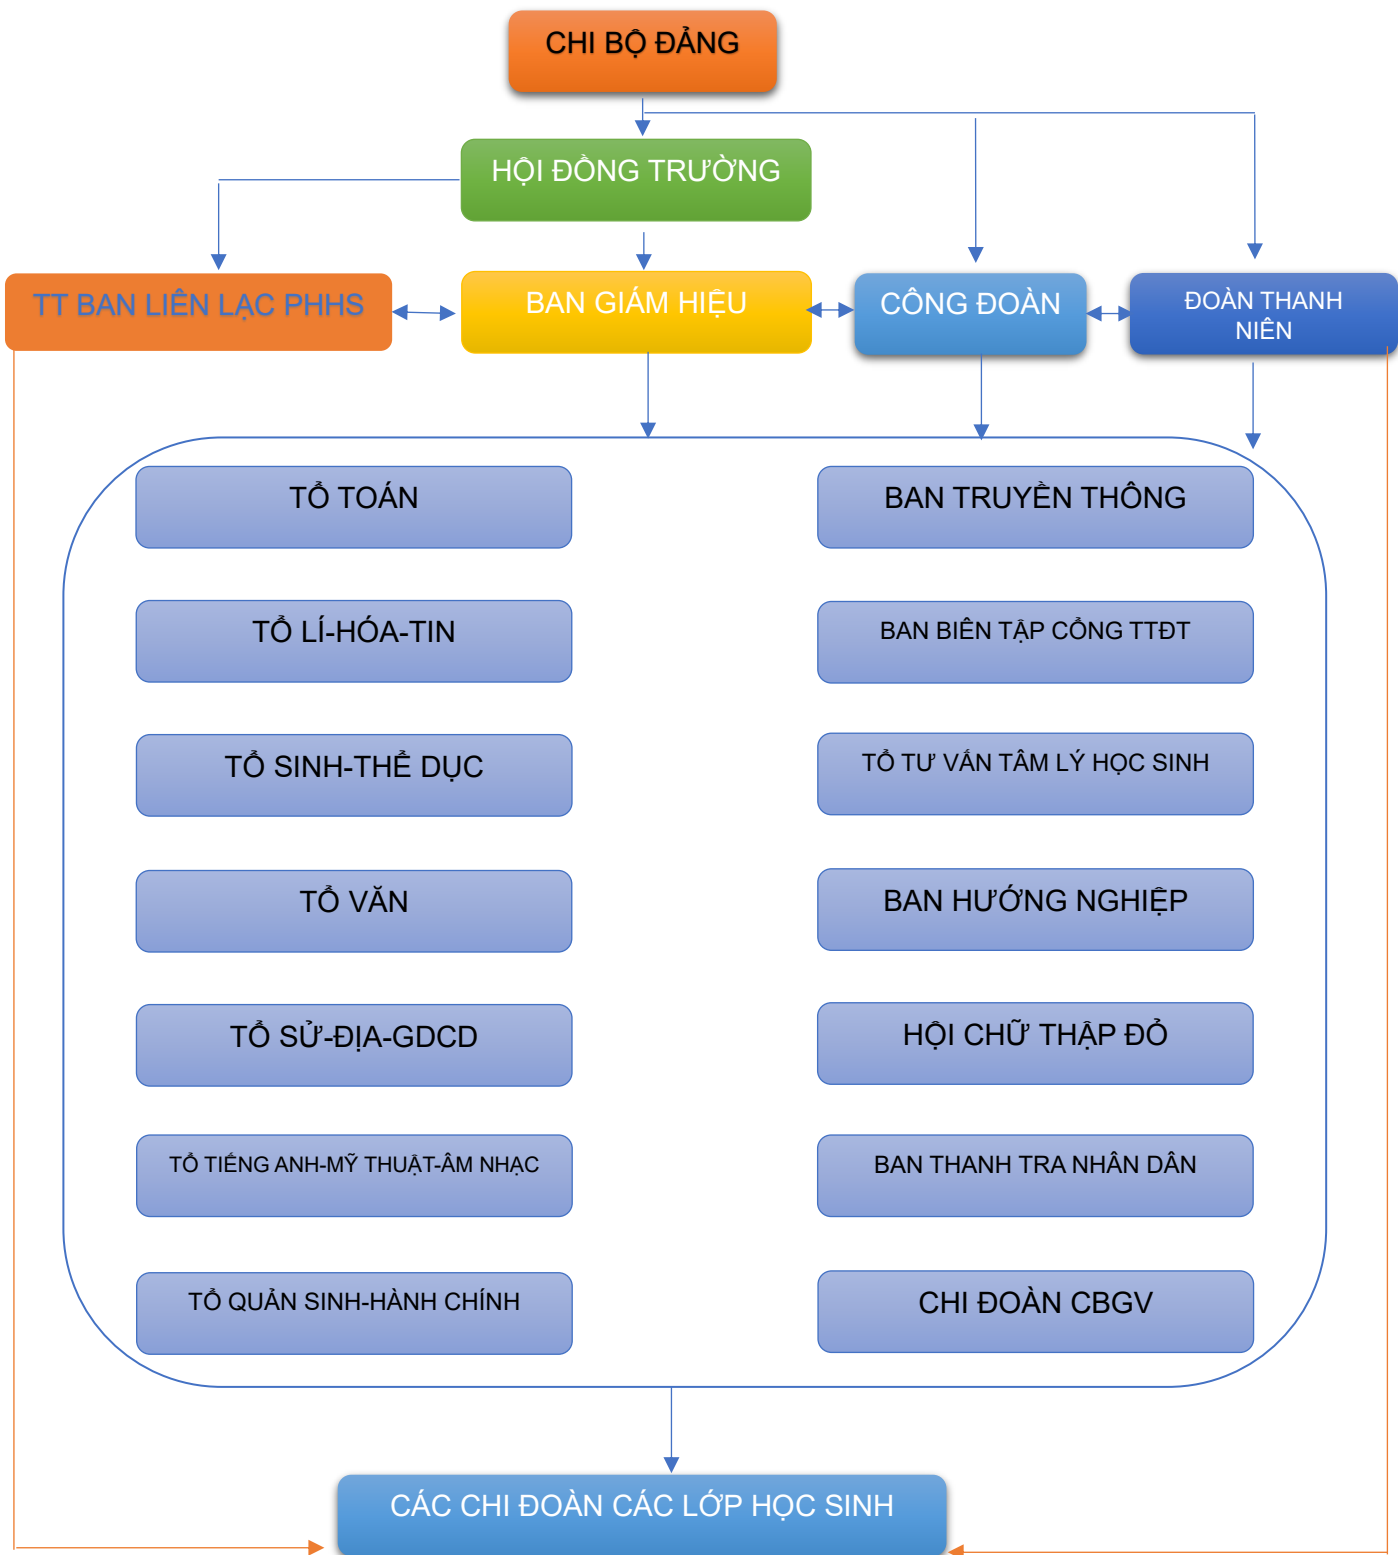 CHI BỘ ĐẢNG
HỘI ĐỒNG TRƯỜNG
TT BAN LIÊN LẠC PHHS
BAN GIÁM HIỆU
CÔNG ĐOÀN
ĐOÀN THANH
NIÊN
TỔ TOÁN
BAN TRUYỀN THÔNG
TỔ LÍ-HÓA-TIN
BAN BIÊN TẬP CỔNG TTĐT
TỔ SINH-THỂ DỤC
TỔ TƯ VẤN TÂM LÝ HỌC SINH
TỔ VĂN
BAN HƯỚNG NGHIỆP
TỔ SỬ-ĐỊA-GDCD
HỘI CHỮ THẬP ĐỎ
TỔ TIẾNG ANH-MỸ THUẬT-ÂM NHẠC
BAN THANH TRA NHÂN DÂN
TỔ QUẢN SINH-HÀNH CHÍNH
CHI ĐOÀN CBGV
CÁC CHI ĐOÀN CÁC LỚP HỌC SINH